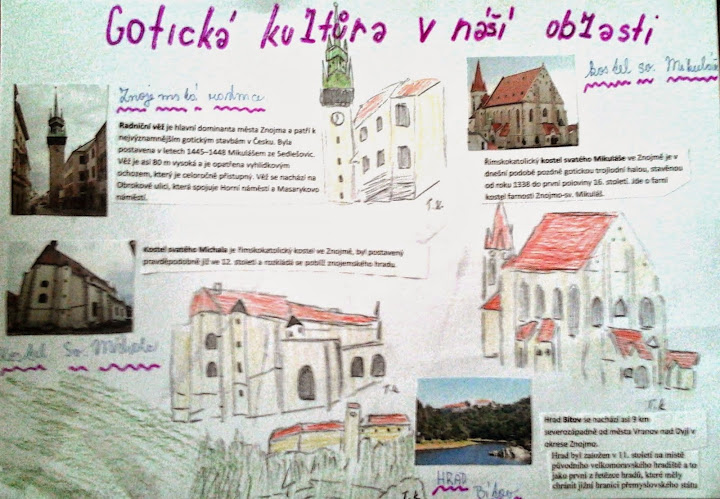 Gotická kultůra v náší oblasti
Znojemská radnice
Radniční věž je hlavní dominanta města Znojma a patří k
nejvýznamnějším gotickým stavbám v Česku. Byla
postavena v letech 1445–1448 Mikulášem ze Sedlešovic.
Věž je asi 80 m vysoká a je opatřena vyhlídkovým
ochozem, který je celoročně přístupný. Věž se nachází na
Obrokové ulici, která spojuje Horní náměstí a Masarykovo
náměstí.
T.K.
kostel sv. Mikuláše
Římskokatolický kostel svatého Mikuláše ve Znojmě je v
dnešní podobě pozdně gotickou trojlodní halou, stavěnou
od roku 1338 do první poloviny 16. století. Jde o farní
kostel farnosti Znojmo-sv. Mikuláš.
Kostel svatého Michala je římskokatolický kostel ve Znojmě, byl postavený
pravděpodobně již ve 12. století a rozkládá se poblíž znojemského hradu.
kostel Sv. Michala
Hrad Bítov se nachází asi 9 km
severozápadně od města Vranov nad Dyjí v
okrese Znojmo.
Hrad byl založen v 11. století na místě
původního velkomoravského hradiště a to
jako první z řetězce hradů, které měly
chránit jižní hranici přemyslovského státu
HRAD
Bítov